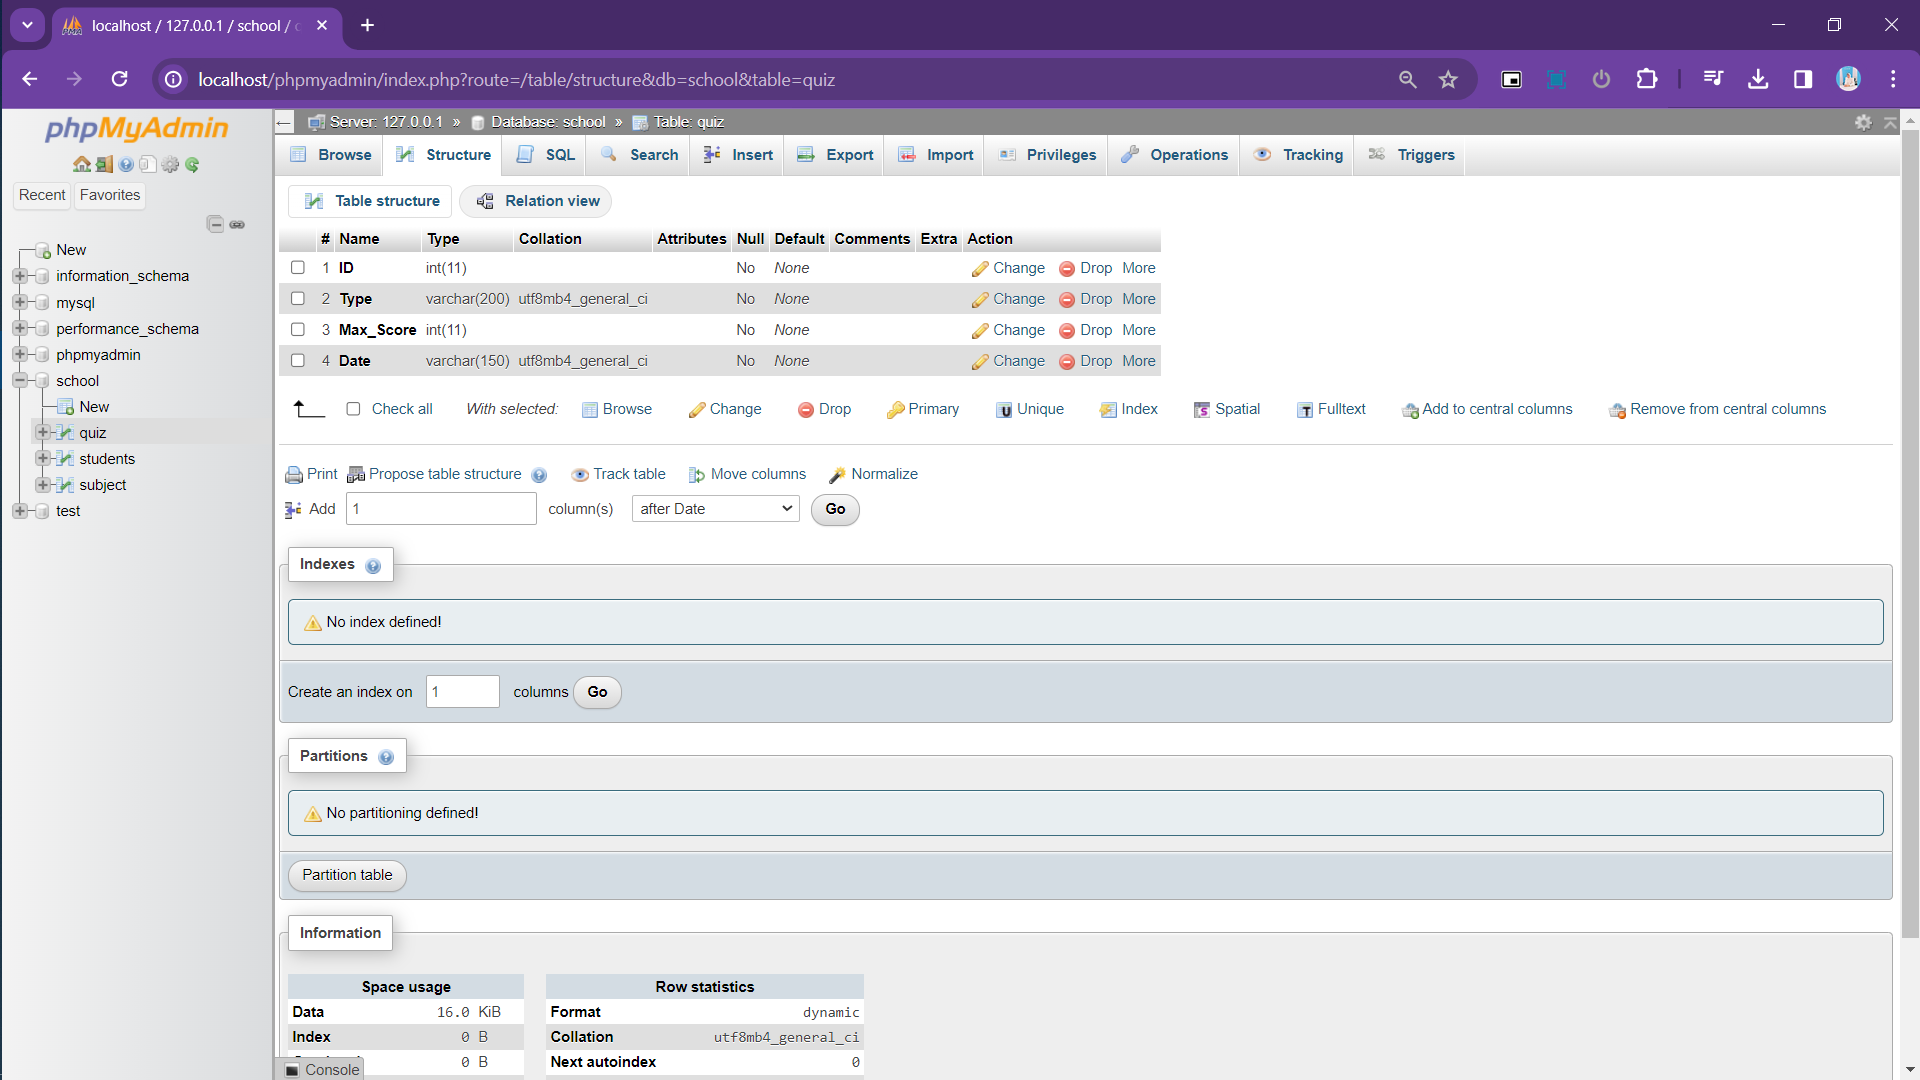 localhost / 127.0.0.1 / school /
localhost/phpmyadmin/index.php?route=/table/structure&db=school&table=quiz
phpMyAdmin
Recent Favorites
New
information_schema
mysql
performance_schema
phpmyadmin
school
New
quiz
students
subject
test
Server: 127.0.0.1 » Database: school » Table: quiz
Browse Structure SQL Search Insert Export Import Privileges Operations Tracking Triggers
Table structure Relation view
# Name Type Collation Attributes Null Default Comments Extra Action
1 ID int(11) No None Change Drop More
2 Type varchar(200) utf8mb4_general_ci No None Change Drop More
3 Max_Score int(11) No None Change Drop More
4 Date varchar(150) utf8mb4_general_ci No None Change Drop More
Check all With selected: Browse Change Drop Primary Unique Index Spatial Fulltext Add to central columns Remove from central columns
Print Propose table structure Track table Move columns Normalize
Add 1 column(s) after Date Go
Indexes
No index defined!
Create an index on 1 columns Go
Partitions
No partitioning defined!
Partition table
Information
Space usage
Data 16.0 KiB
Index 0 B
0 B
Row statistics
Format dynamic
Collation utf8mb4_general_ci
Next autoindex 0
Console